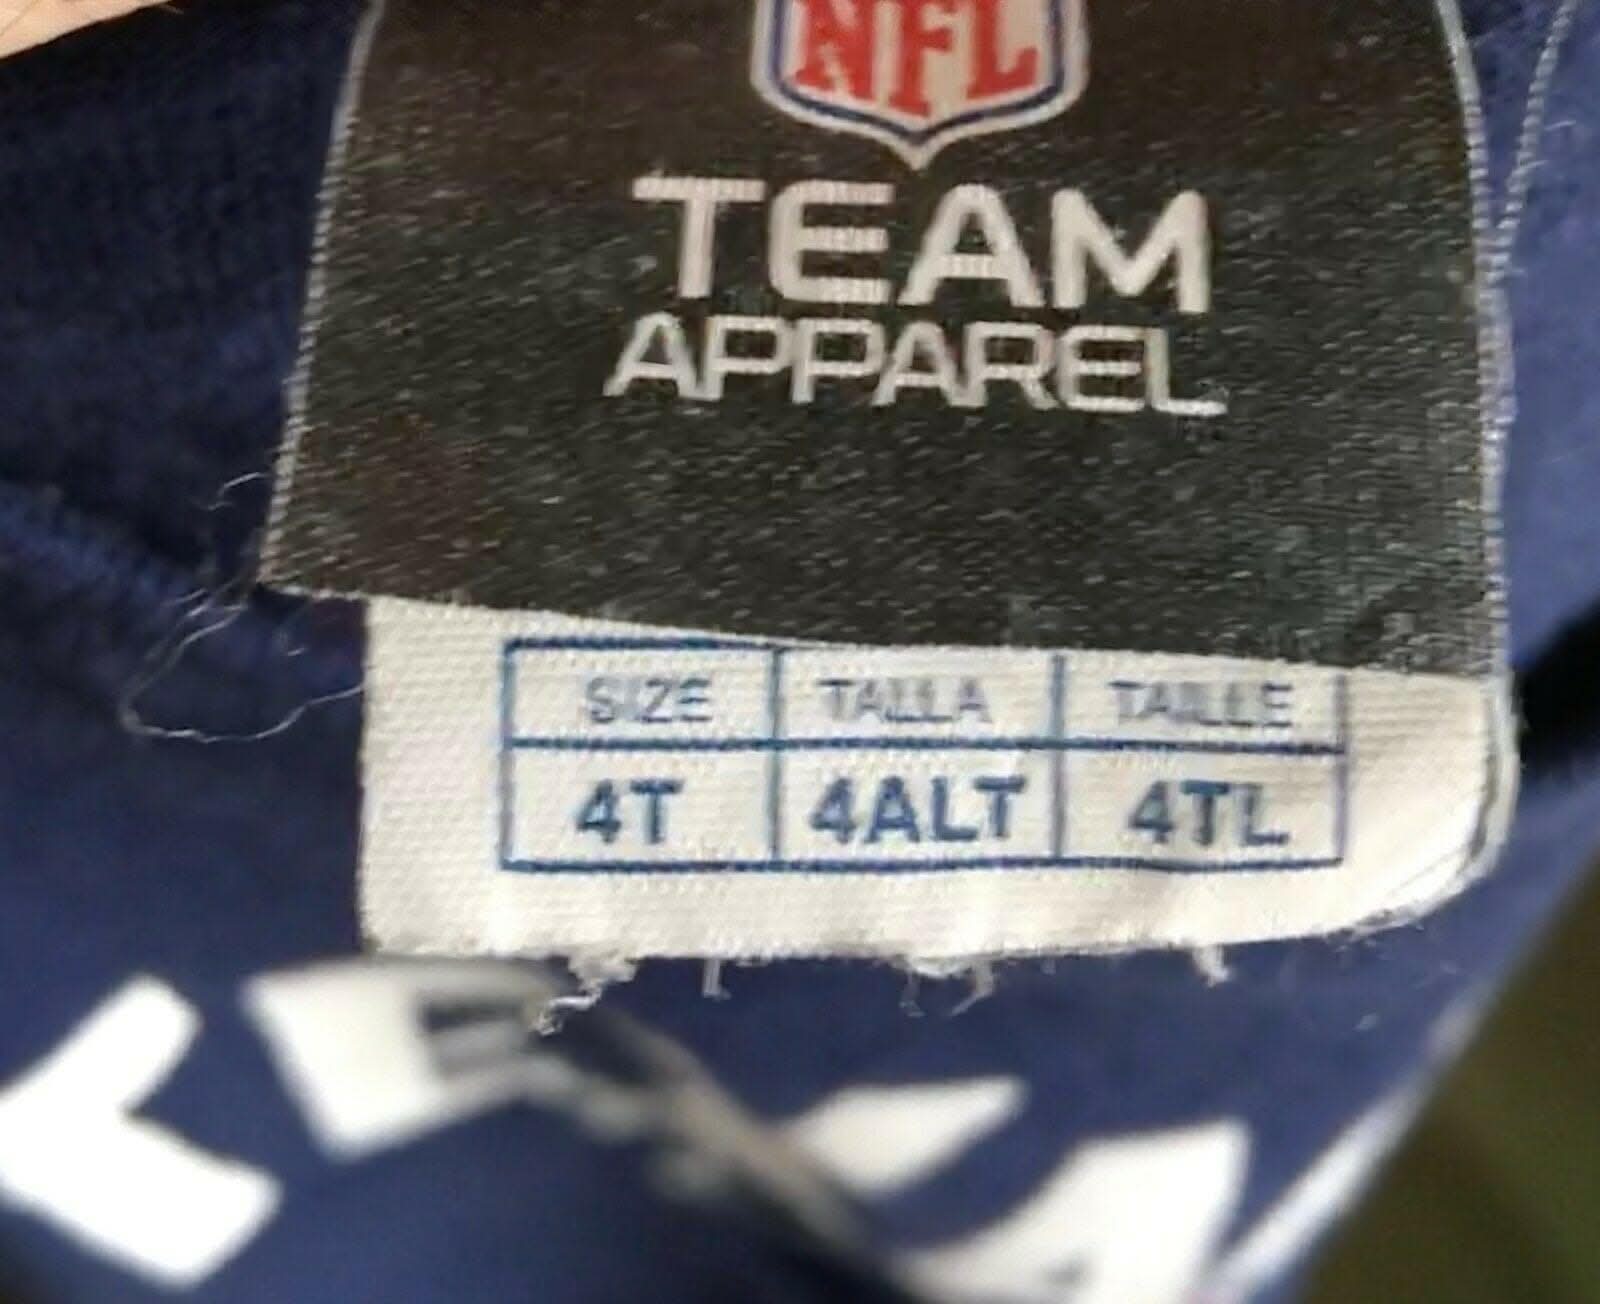 NFL
TEAM
APPAREL
SIZE TALLA TAILLE
4T 4ALT 4TL